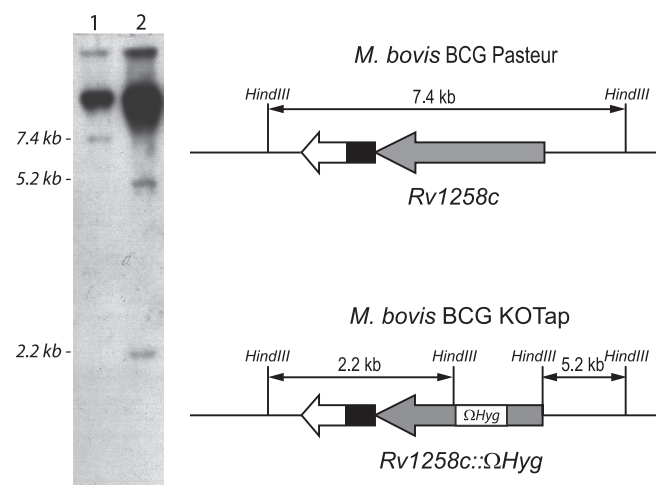 1 2
7.4 kb -
5.2 kb -
2.2 kb -
M. bovis BCG Pasteur
HindIII HindIII
7.4 kb
Rv1258c
M. bovis BCG KOTap
HindIII HindIII HindIII HindIII
2.2 kb 5.2 kb
ΩHyg
Rv1258c::ΩHyg